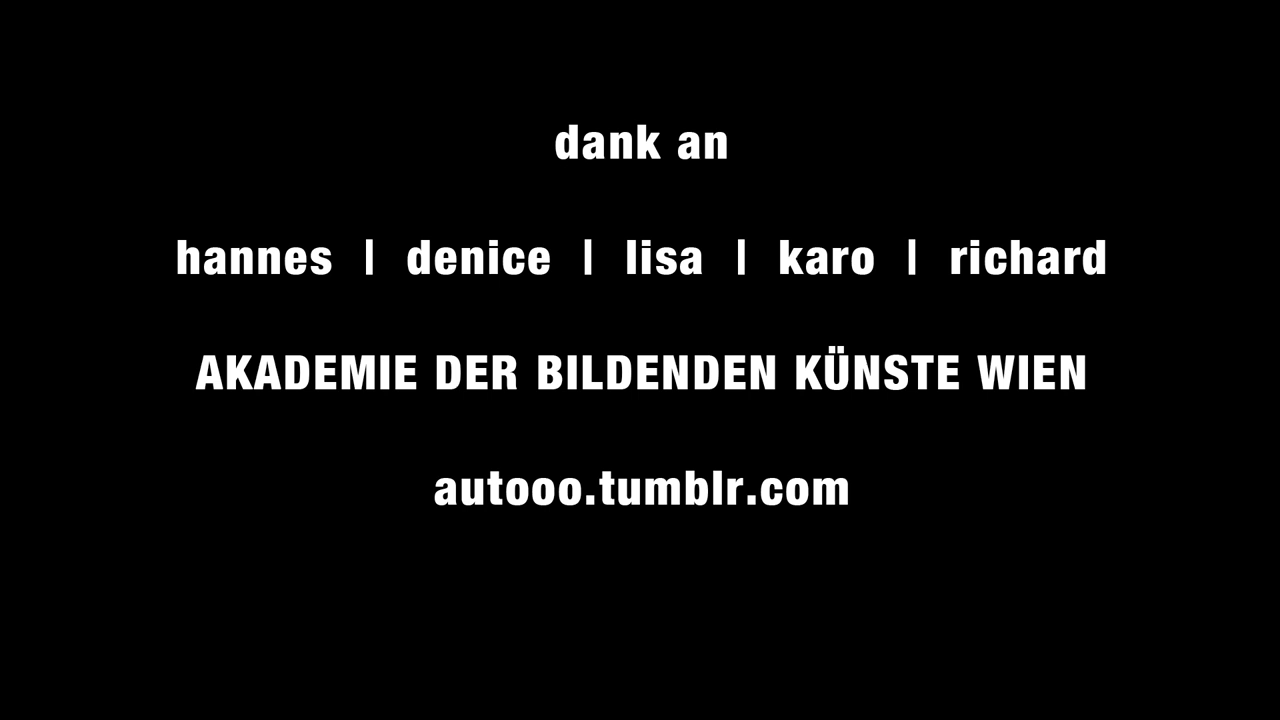 dank an
hannes | denice | lisa | karo | richard
AKADEMIE DER BILDENDEN KÜNSTE WIEN
autooo.tumblr.com